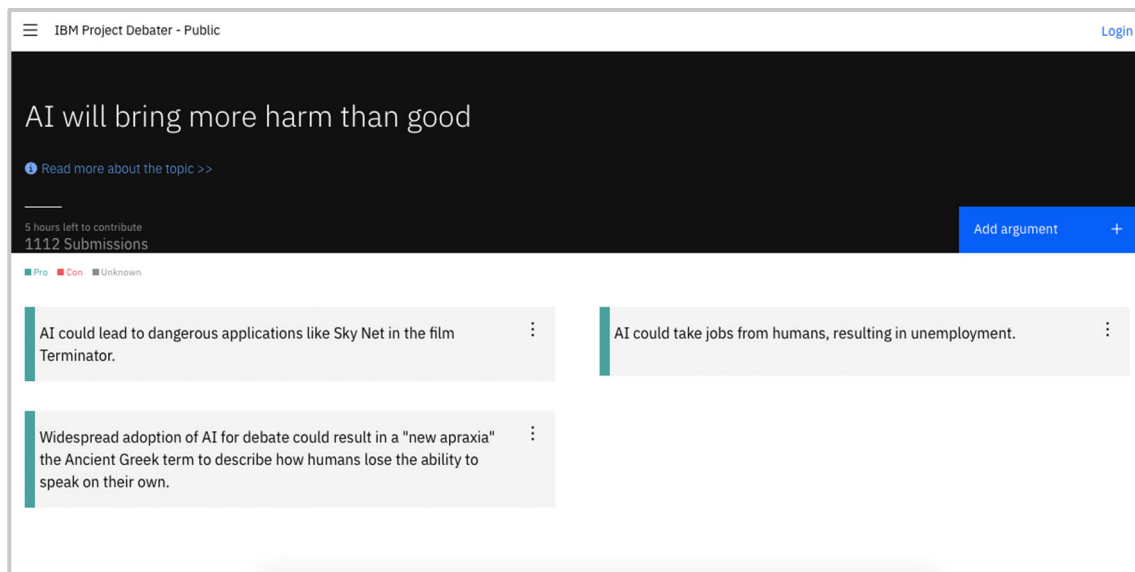 IBM Project Debater - Public
Login
AI will bring more harm than good
Read more about the topic >>
5 hours left to contribute
1112 Submissions
Add argument +
Pro Con Unknown
AI could lead to dangerous applications like Sky Net in the film
Terminator.
AI could take jobs from humans, resulting in unemployment.
Widespread adoption of AI for debate could result in a "new apraxia"
the Ancient Greek term to describe how humans lose the ability to
speak on their own.